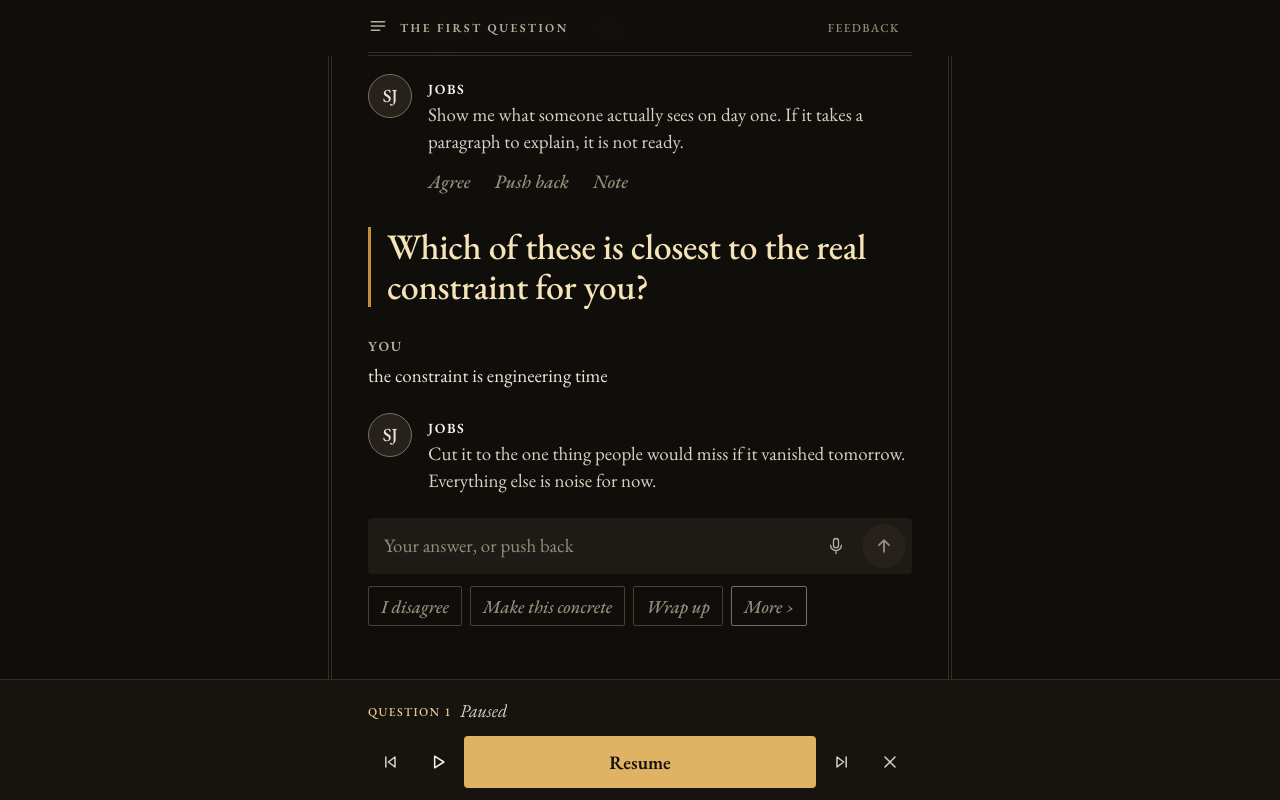 THE FIRST QUESTION
FEEDBACK
SJ
JOBS
Show me what someone actually sees on day one. If it takes a
paragraph to explain, it is not ready.
Agree Push back Note
Which of these is closest to the real
constraint for you?
YOU
the constraint is engineering time
SJ
JOBS
Cut it to the one thing people would miss if it vanished tomorrow.
Everything else is noise for now.
Your answer, or push back
I disagree Make this concrete Wrap up More ›
QUESTION 1 Paused
Resume